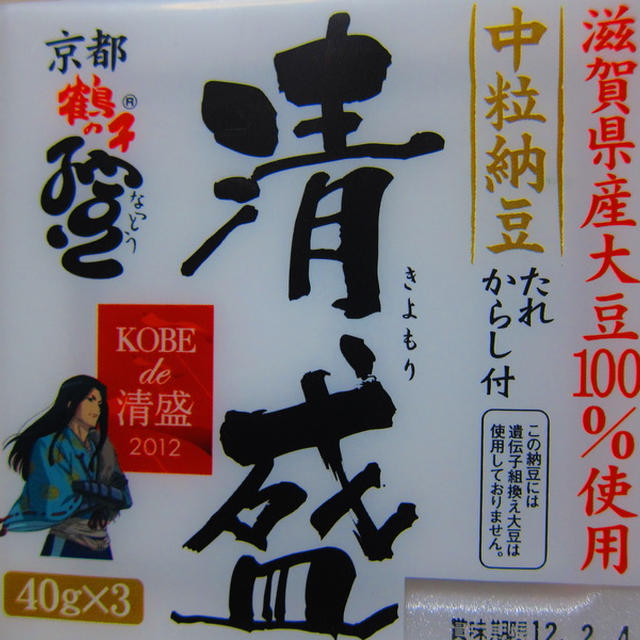 滋賀県産大豆100%使用
中粒納豆
たれ
からし付
この納豆には
遺伝子組換え大豆は
使用しておりません。
清盛
きよもり
京都
鶴の子®
納豆
なっとう
KOBE
de
清盛
2012
40g×3
賞味期限12.2.4